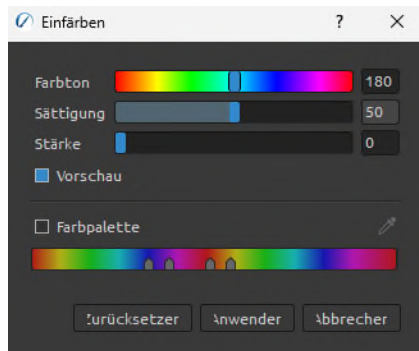 Einfärben ?
Farbton 180
Sättigung 50
Stärke 0
Vorschau
Farbpalette
Zurücksetzer Anwender Abbrecher